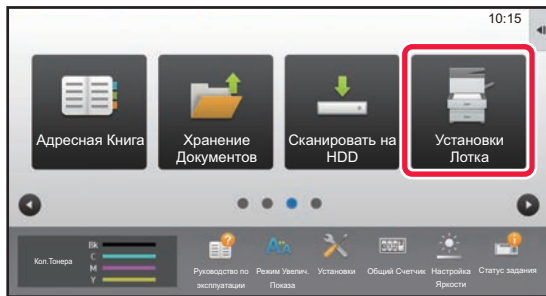 10:15
Адресная Книга
Хранение
Документов
Сканировать на
HDD
Установки
Лотка
Кол.Тонера
Bk
C
M
Y
Руководство по
эксплуатации
Режим Увелич.
Показа
Установки
Общий Счетчик
Настройка
Яркости
Статус задания